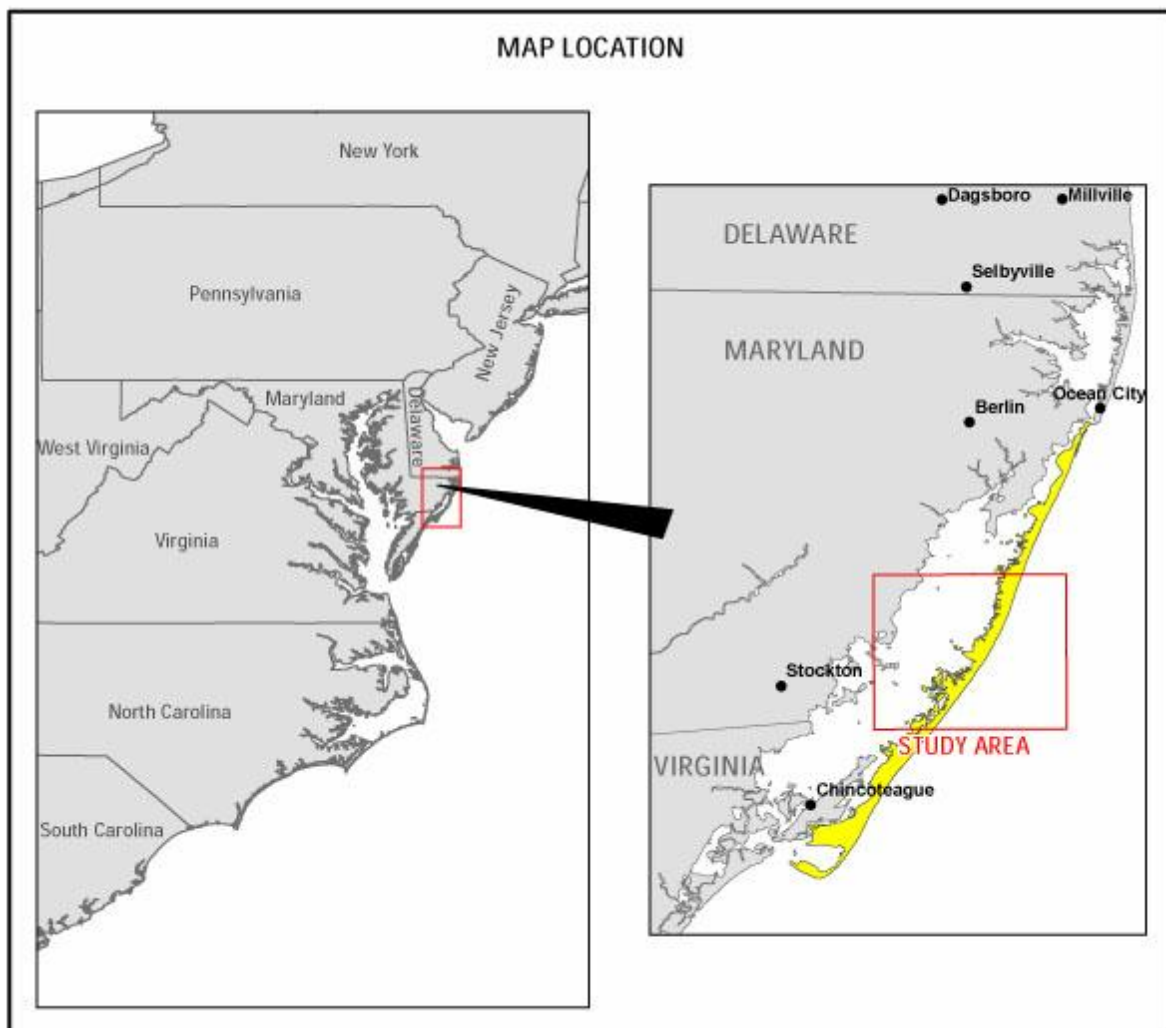 MAP LOCATION
New York
Pennsylvania
New Jersey
Maryland
Delaware
West Virginia
Virginia
North Carolina
South Carolina
Dagsboro
Millville
DELAWARE
Selbyville
MARYLAND
Ocean City
Berlin
Stockton
STUDY AREA
VIRGINIA
Chincoteague